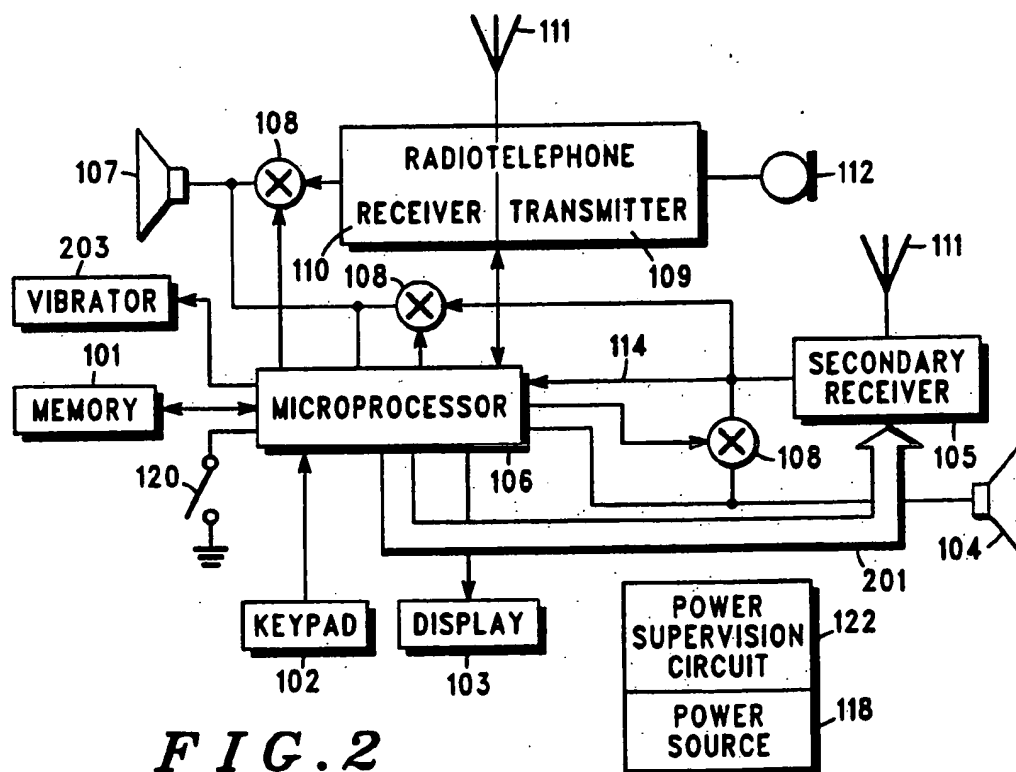 111
108
107
RADIOTELEPHONE
RECEIVER TRANSMITTER
112
110
109
203
VIBRATOR
108
111
101
MEMORY
MICROPROCESSOR
114
SECONDARY
RECEIVER
106
108
105
120
104
201
KEYPAD
DISPLAY
102
103
POWER
SUPERVISION
CIRCUIT
122
POWER
SOURCE
118
FIG.2